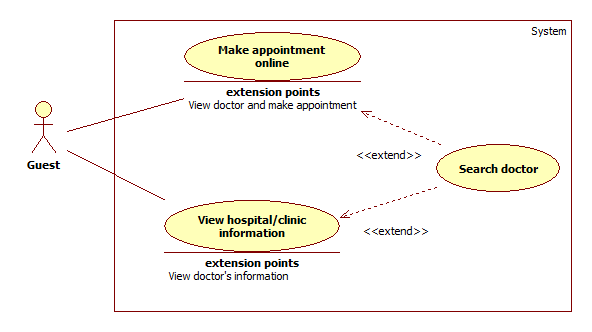 System
Make appointment
online
extension points
View doctor and make appointment
Guest
<<extend>>
Search doctor
View hospital/clinic
information
<<extend>>
extension points
View doctor's information